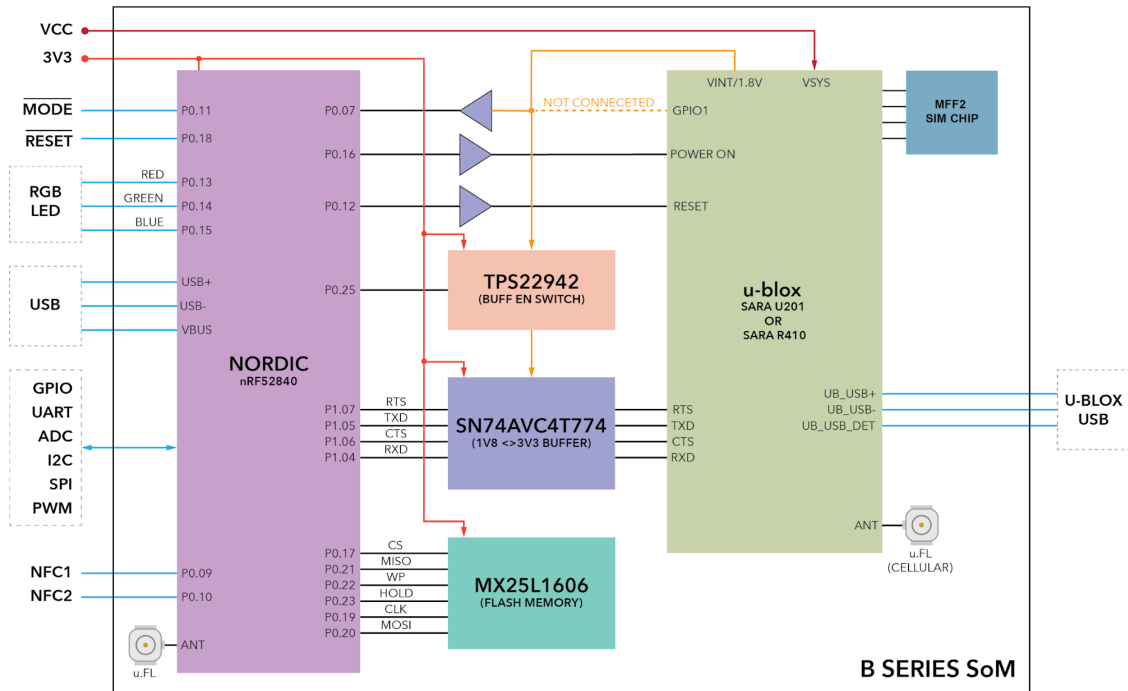 VCC
3V3
MODE
RESET
RGB
LED
RED
GREEN
BLUE
USB
GPIO
UART
ADC
I2C
SPI
PWM
NFC1
NFC2
u.FL
P0.11
P0.18
P0.13
P0.14
P0.15
USB+
USB-
VBUS
P0.09
P0.10
ANT
NORDIC
nRF52840
P0.07
P0.16
P0.12
P0.25
P1.07
P1.05
P1.06
P1.04
P0.17
P0.21
P0.22
P0.23
P0.19
P0.20
RTS
TXD
CTS
RXD
CS
MISO
WP
HOLD
CLK
MOSI
NOT CONNECETED
TPS22942
(BUFF EN SWITCH)
SN74AVC4T774
(1V8 <>3V3 BUFFER)
MX25L1606
(FLASH MEMORY)
VINT/1.8V
VSYS
GPIO1
POWER ON
RESET
u-blox
SARA U201
OR
SARA R410
RTS
TXD
CTS
RXD
UB_USB+
UB_USB-
UB_USB_DET
ANT
MFF2
SIM CHIP
U-BLOX
USB
u.FL
(CELLULAR)
B SERIES SoM